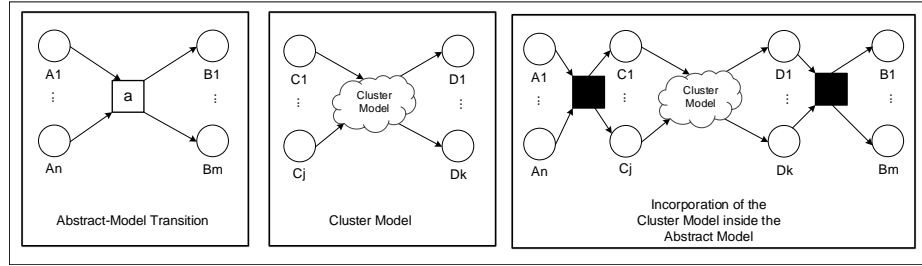 A1
B1
...
a
...
An
Bm
Abstract-Model Transition
C1
D1
...
Cluster
Model
...
Cj
Dk
Cluster Model
A1
C1
D1
B1
...
...
Cluster
Model
...
...
An
Cj
Dk
Bm
Incorporation of the
Cluster Model inside the
Abstract Model